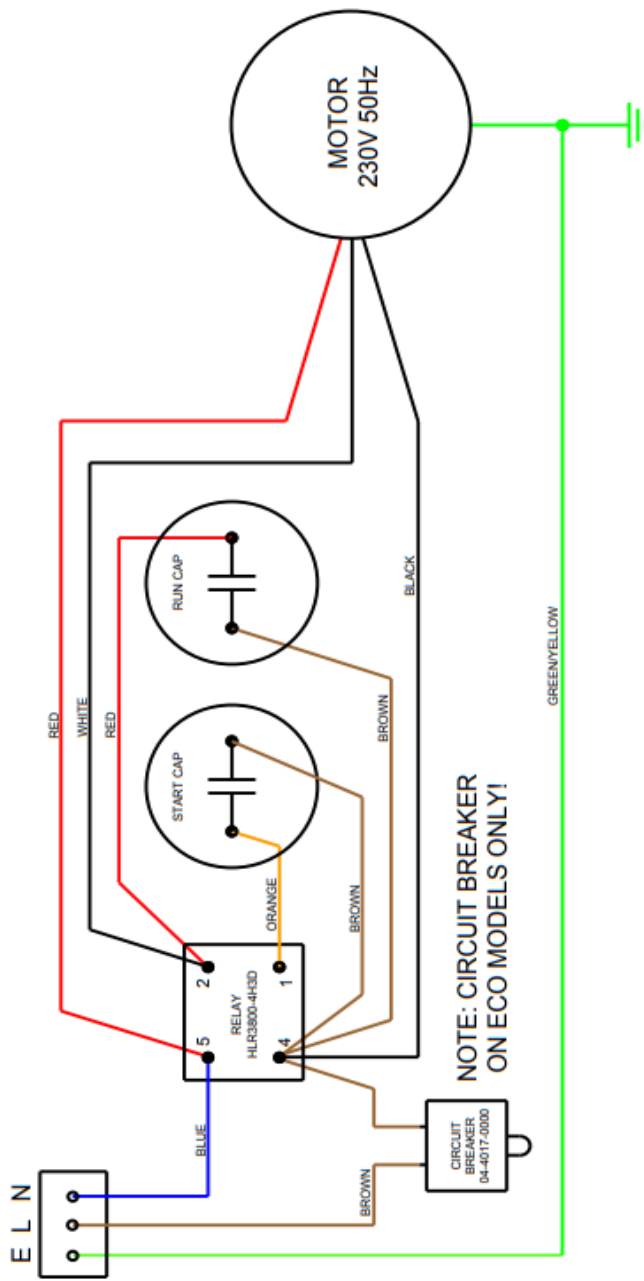 E L N
BLUE
BROWN
CIRCUIT
BREAKER
04-4017-0000
NOTE: CIRCUIT BREAKER
ON ECO MODELS ONLY!
5
2
RELAY
HLR3800-4H3D
4
1
ORANGE
BROWN
BROWN
START CAP
RUN CAP
RED
WHITE
RED
BLACK
GREEN/YELLOW
MOTOR
230V 50Hz